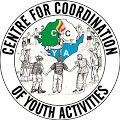 CENTRE FOR COORDINATION
C C
Y A
OF YOUTH ACTIVITIES